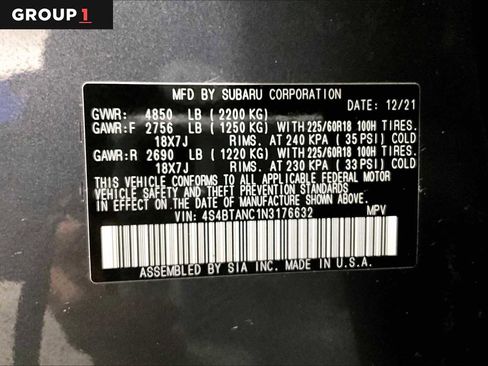 GROUP 1
MFD BY SUBARU CORPORATION
DATE: 12/21
GVWR: 4850 LB (2200 KG)
GAWR:F 2756 LB (1250 KG) WITH 225/60R18 100H TIRES.
18X7J RIMS. AT 240 KPA (35 PSI) COLD
GAWR:R 2690 LB (1220 KG) WITH 225/60R18 100H TIRES.
18X7J RIMS. AT 230 KPA (33 PSI) COLD
THIS VEHICLE CONFORMS TO ALL APPLICABLE FEDERAL MOTOR
VEHICLE SAFETY, BUMPER, AND THEFT PREVENTION STANDARDS
IN EFFECT ON THE DATE OF MANUFACTURE SHOWN ABOVE.
VIN: 4S4BTANC1N3176632 MPV
ASSEMBLED BY SIA INC. MADE IN U.S.A.